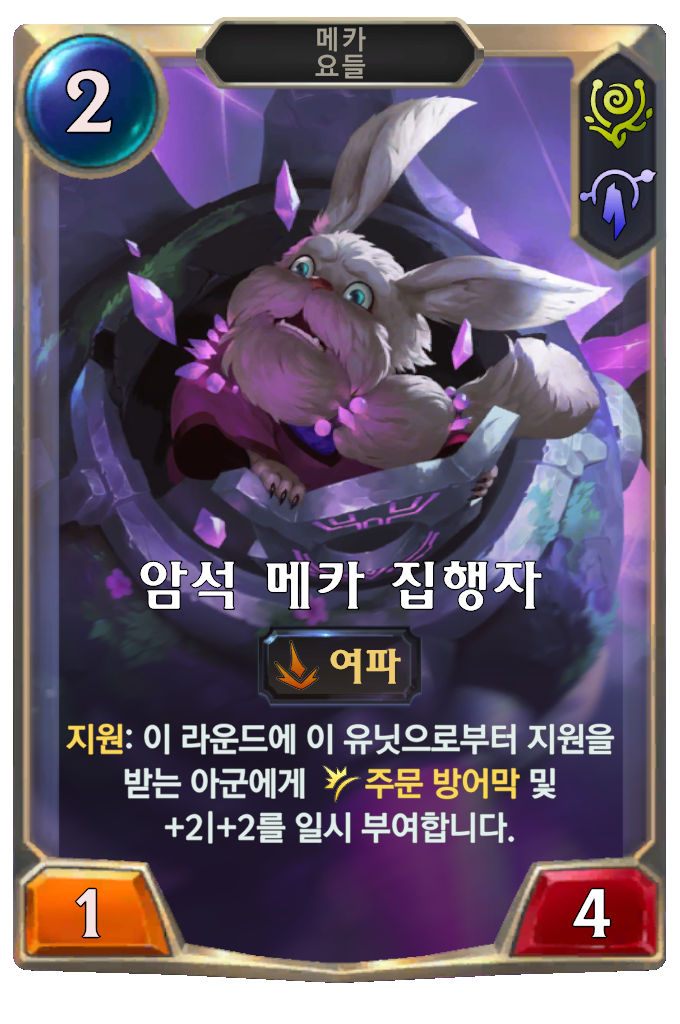 메카
요들
2
암석 메카 집행자
여파
지원: 이 라운드에 이 유닛으로부터 지원을
받는 아군에게 주문 방어막 및
+2|+2를 일시 부여합니다.
1
4